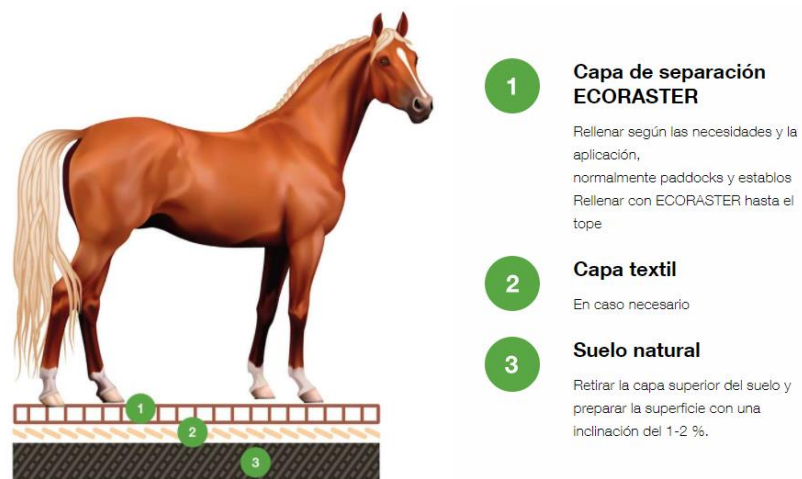 1
Capa de separación
ECORASTER
Rellenar según las necesidades y la
aplicación,
normalmente paddocks y establos
Rellenar con ECORASTER hasta el
tope
2
Capa textil
En caso necesario
3
Suelo natural
Retirar la capa superior del suelo y
preparar la superficie con una
inclinación del 1-2 %.
1
2
3